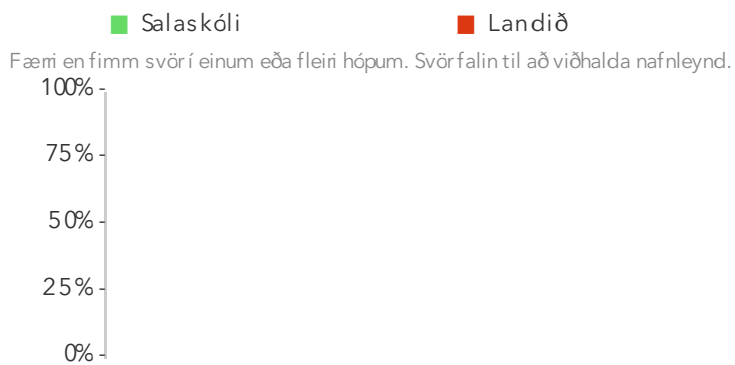 Salaskóli Landið
Færri en fimm svör í einum eða fleiri hópum. Svör falin til að viðhalda nafnleynd.
100%
75%
50%
25%
0%